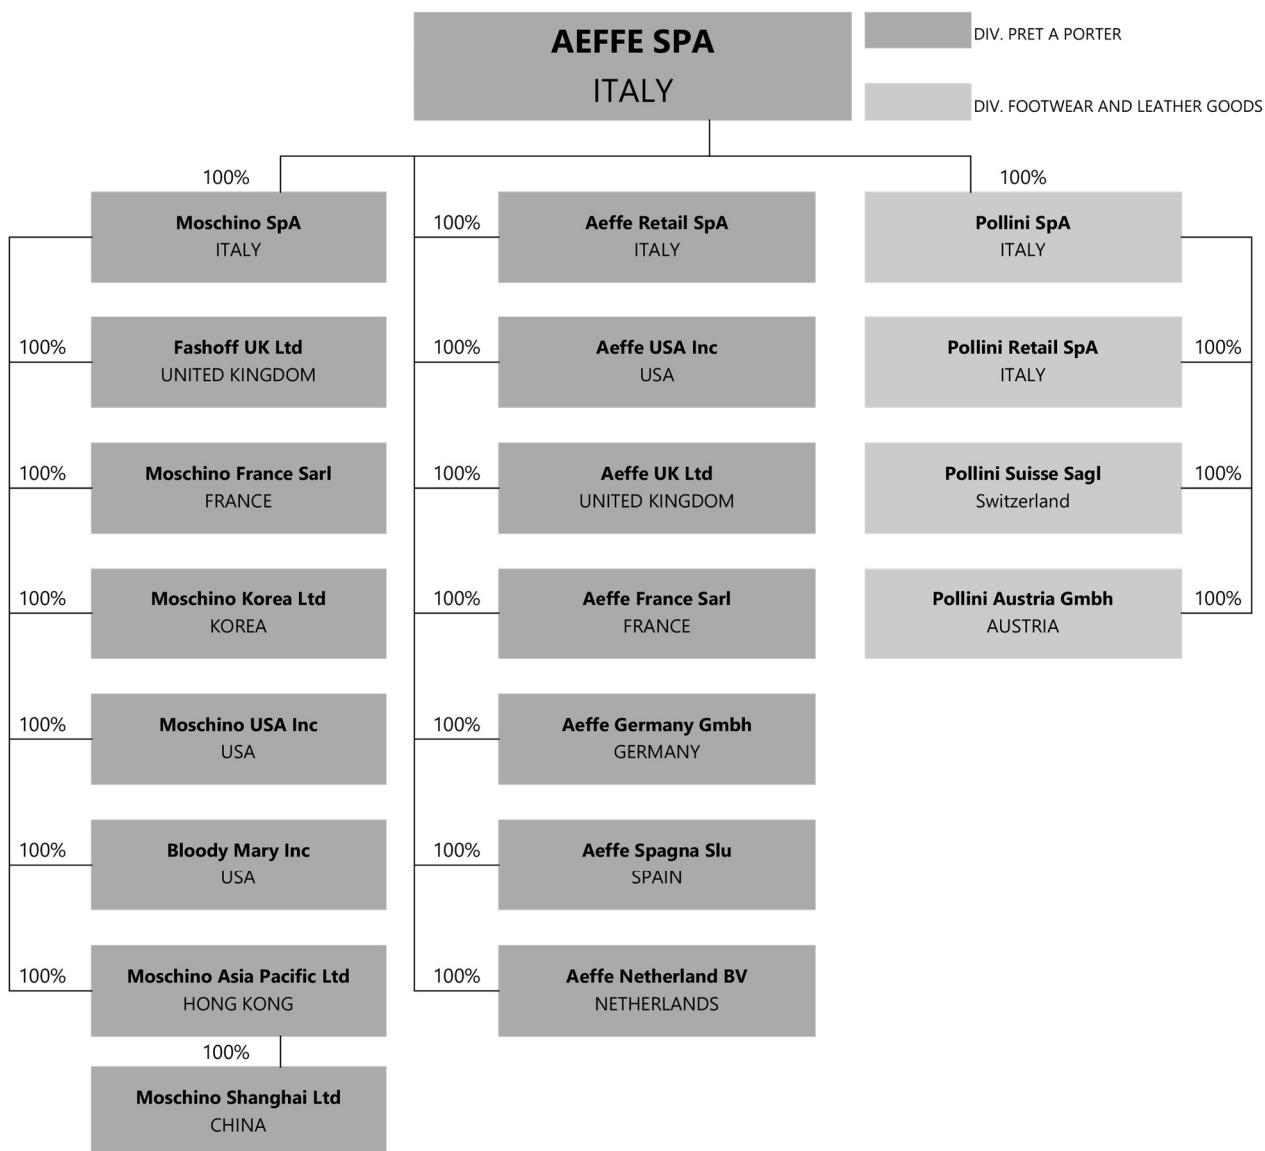 AEFFE SPA
ITALY
DIV. PRET A PORTER
DIV. FOOTWEAR AND LEATHER GOODS
100%
Moschino SpA
ITALY
100%
Fashoff UK Ltd
UNITED KINGDOM
100%
Moschino France Sarl
FRANCE
100%
Moschino Korea Ltd
KOREA
100%
Moschino USA Inc
USA
100%
Bloody Mary Inc
USA
100%
Moschino Asia Pacific Ltd
HONG KONG
100%
Moschino Shanghai Ltd
CHINA
100%
Aeffe Retail SpA
ITALY
100%
Aeffe USA Inc
USA
100%
Aeffe UK Ltd
UNITED KINGDOM
100%
Aeffe France Sarl
FRANCE
100%
Aeffe Germany Gmbh
GERMANY
100%
Aeffe Spagna Slu
SPAIN
100%
Aeffe Netherland BV
NETHERLANDS
100%
Pollini SpA
ITALY
Pollini Retail SpA
ITALY
100%
Pollini Suisse Sagl
Switzerland
100%
Pollini Austria Gmbh
AUSTRIA
100%